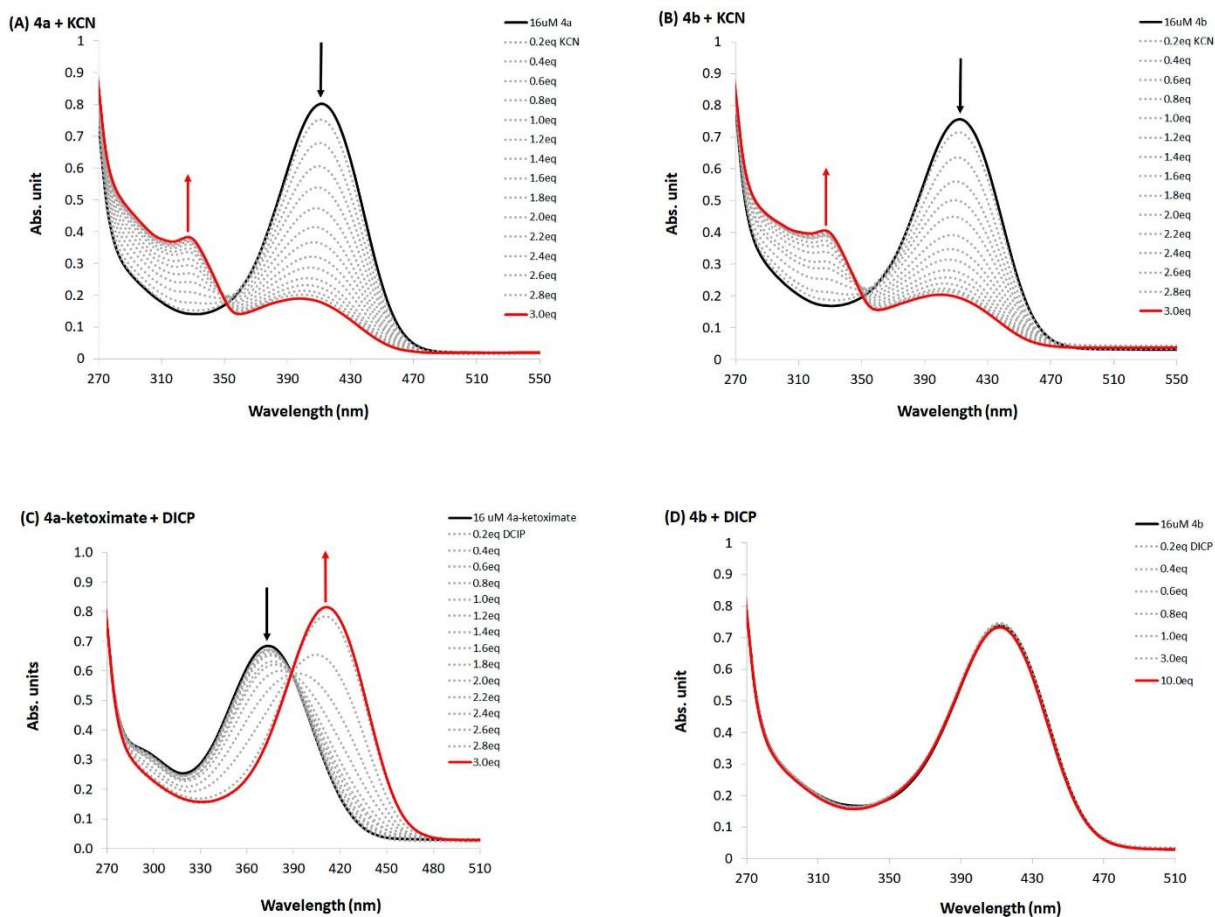 (A) 4a + KCN
Abs. unit
1
0.9
0.8
0.7
0.6
0.5
0.4
0.3
0.2
0.1
0
270 310 350 390 430 470 510 550
Wavelength (nm)
16uM 4a
0.2eq KCN
0.4eq
0.6eq
0.8eq
1.0eq
1.2eq
1.4eq
1.6eq
1.8eq
2.0eq
2.2eq
2.4eq
2.6eq
2.8eq
3.0eq
(B) 4b + KCN
Abs. unit
1
0.9
0.8
0.7
0.6
0.5
0.4
0.3
0.2
0.1
0
270 310 350 390 430 470 510 550
Wavelength (nm)
16uM 4b
0.2eq KCN
0.4eq
0.6eq
0.8eq
1.0eq
1.2eq
1.4eq
1.6eq
1.8eq
2.0eq
2.2eq
2.4eq
2.6eq
2.8eq
3.0eq
(C) 4a-ketoximate + DICP
Abs. units
1.0
0.9
0.8
0.7
0.6
0.5
0.4
0.3
0.2
0.1
0.0
270 300 330 360 390 420 450 480 510
Wavelength (nm)
16 uM 4a-ketoximate
0.2eq DCIP
0.4eq
0.6eq
0.8eq
1.0eq
1.2eq
1.4eq
1.6eq
1.8eq
2.0eq
2.2eq
2.4eq
2.6eq
2.8eq
3.0eq
(D) 4b + DICP
Abs. unit
1
0.9
0.8
0.7
0.6
0.5
0.4
0.3
0.2
0.1
0
270 310 350 390 430 470 510
Wavelength (nm)
16uM 4b
0.2eq DICP
0.4eq
0.6eq
0.8eq
1.0eq
3.0eq
10.0eq